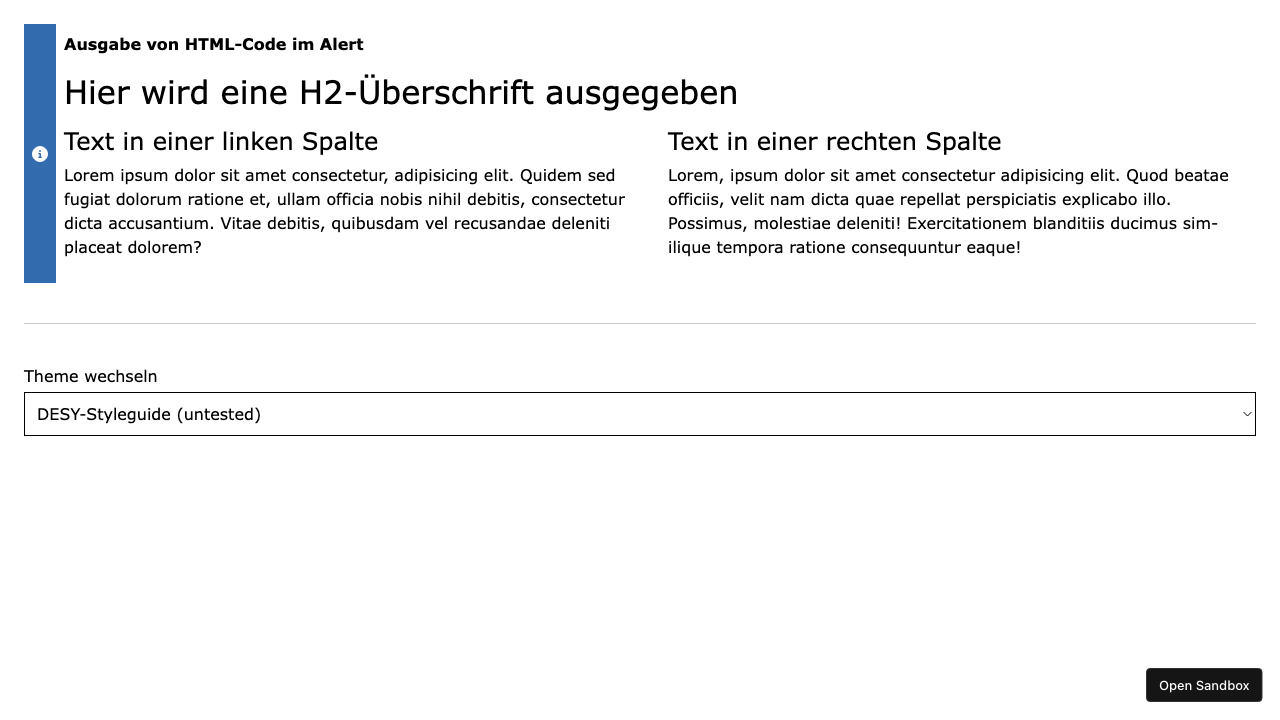 Ausgabe von HTML-Code im Alert
Hier wird eine H2-Überschrift ausgegeben
Text in einer linken Spalte
Lorem ipsum dolor sit amet consectetur, adipisicing elit. Quidem sed
fugiat dolorum ratione et, ullam officia nobis nihil debitis, consectetur
dicta accusantium. Vitae debitis, quibusdam vel recusandae deleniti
placeat dolorem?
Text in einer rechten Spalte
Lorem, ipsum dolor sit amet consectetur adipisicing elit. Quod beatae
officiis, velit nam dicta quae repellat perspiciatis explicabo illo.
Possimus, molestiae deleniti! Exercitationem blanditiis ducimus sim-
ilique tempora ratione consequuntur eaque!
Theme wechseln
DESY-Styleguide (untested)
Open Sandbox